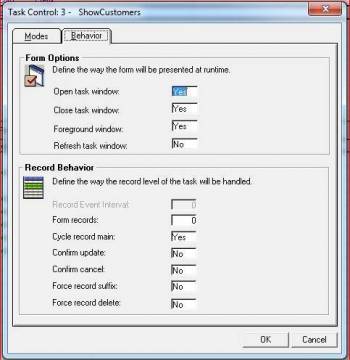 Task Control: 3 - ShowCustomers
Modes
Behavior
Form Options
Define the way the form will be presented at runtime.
Open task window: Yes
Close task window: Yes
Foreground window: Yes
Refresh task window: No
Record Behavior
Define the way the record level of the task will be handled.
Record Event Interval: 0
Form records: 0
Cycle record main: Yes
Confirm update: No
Confirm cancel: No
Force record suffix: No
Force record delete: No
OK Cancel